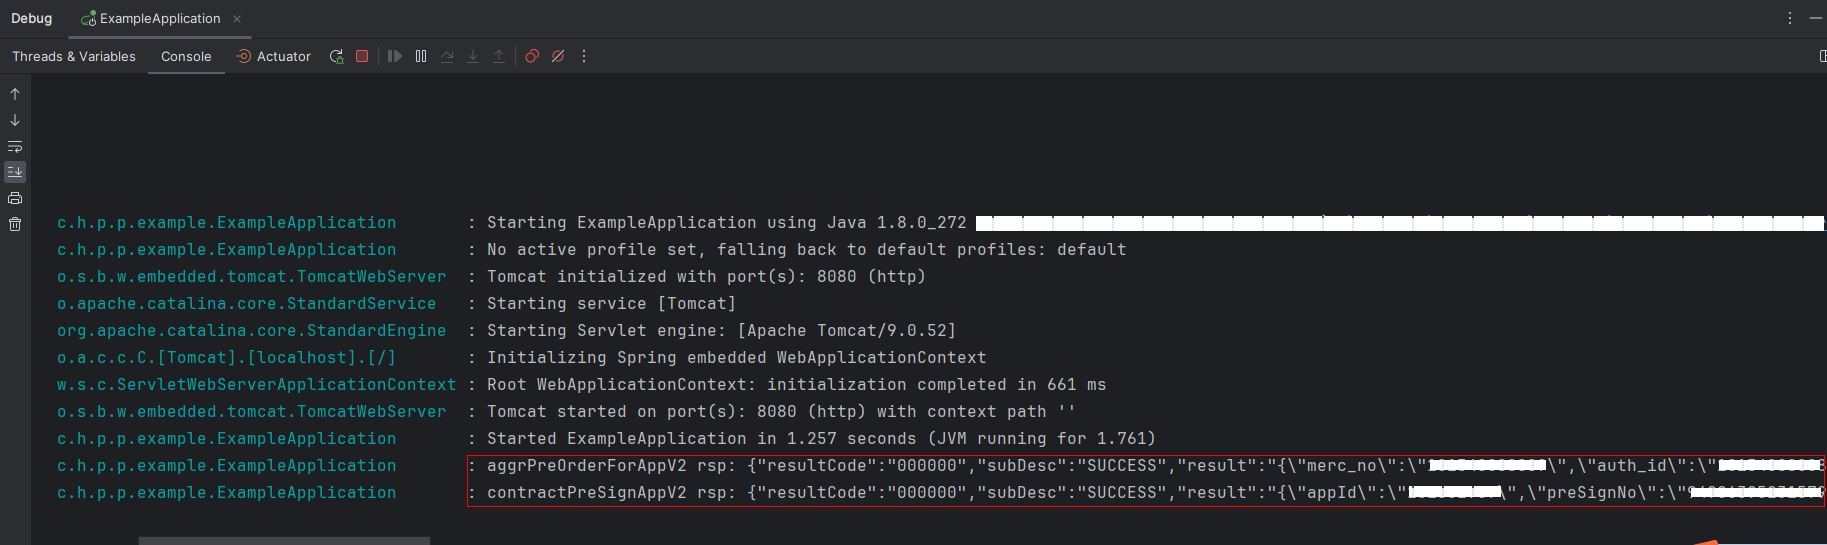 Debug ExampleApplication
Threads & Variables Console Actuator
c.h.p.p.example.ExampleApplication : Starting ExampleApplication using Java 1.8.0_272
c.h.p.p.example.ExampleApplication : No active profile set, falling back to default profiles: default
o.s.b.w.embedded.tomcat.TomcatWebServer : Tomcat initialized with port(s): 8080 (http)
o.apache.catalina.core.StandardService : Starting service [Tomcat]
org.apache.catalina.core.StandardEngine : Starting Servlet engine: [Apache Tomcat/9.0.52]
o.a.c.c.C.[Tomcat].[localhost].[/] : Initializing Spring embedded WebApplicationContext
w.s.c.ServletWebServerApplicationContext : Root WebApplicationContext: initialization completed in 661 ms
o.s.b.w.embedded.tomcat.TomcatWebServer : Tomcat started on port(s): 8080 (http) with context path ''
c.h.p.p.example.ExampleApplication : Started ExampleApplication in 1.257 seconds (JVM running for 1.761)
c.h.p.p.example.ExampleApplication : aggrPreOrderForAppV2 rsp: {"resultCode":"000000","subDesc":"SUCCESS","result":"{\"merc_no\":\" \",\"auth_id\":\"
c.h.p.p.example.ExampleApplication : contractPreSignAppV2 rsp: {"resultCode":"000000","subDesc":"SUCCESS","result":"{\"appId\":\" \",\"preSignNo\":\"